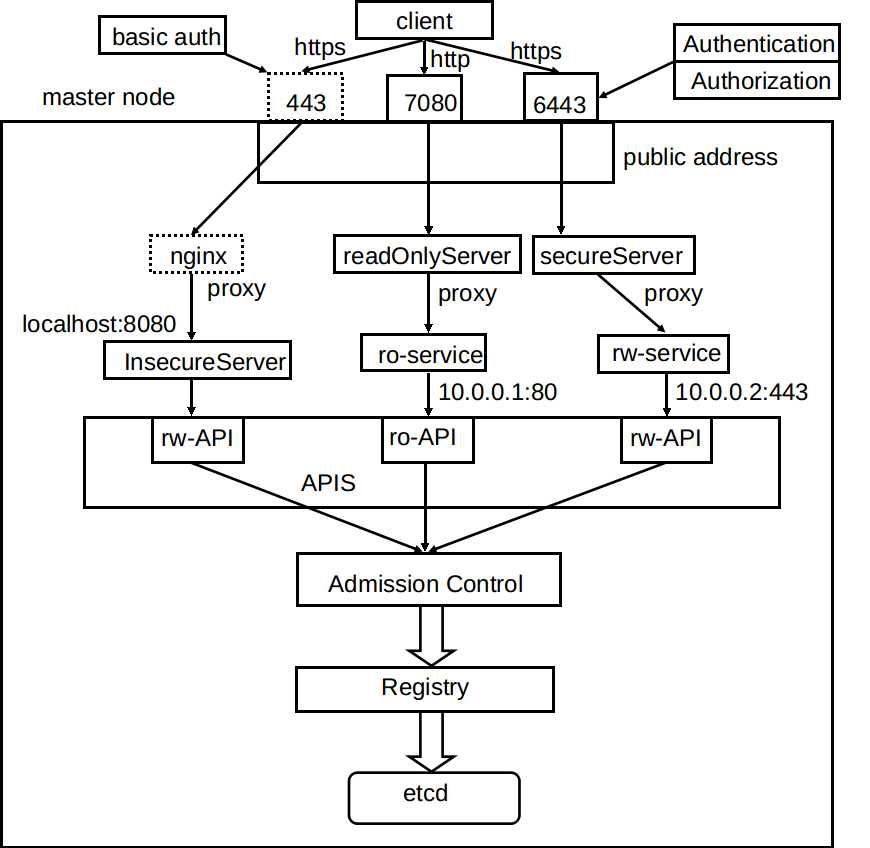 client
basic auth
https
http
https
Authentication
Authorization
master node
443
7080
6443
public address
nginx
readOnlyServer
secureServer
proxy
proxy
proxy
localhost:8080
InsecureServer
ro-service
rw-service
10.0.0.1:80
10.0.0.2:443
rw-API
ro-API
rw-API
APIS
Admission Control
Registry
etcd